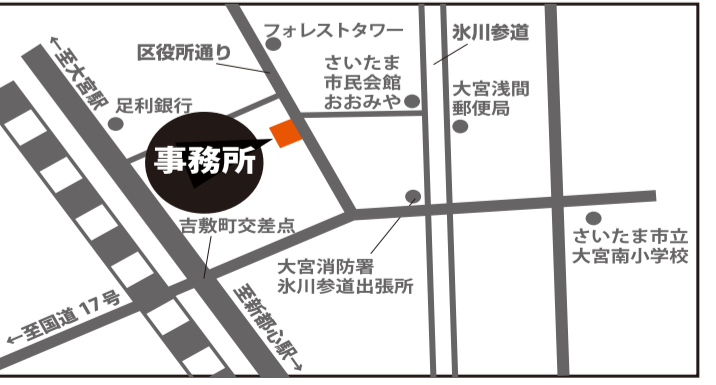 フォレストタワー
区役所通り
氷川参道
←至大宮駅
さいたま
市民会館
おおみや
大宮浅間
郵便局
足利銀行
事務所
吉敷町交差点
さいたま市立
大宮南小学校
大宮消防署
氷川参道出張所
←至国道17号
至新都心駅→